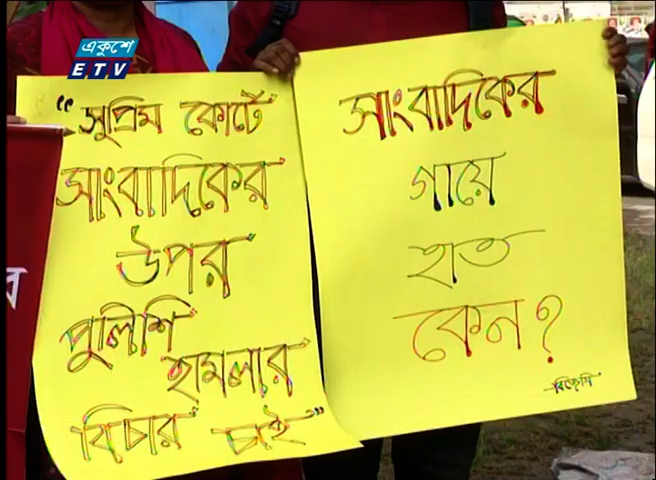 একুশে
ETV
“সুপ্রিম কোর্টে
সাংবাদিকের
উপর
পুলিশি
হামলার
বিচার চাই”
সাংবাদিকের
গায়ে
হাত
কেন?